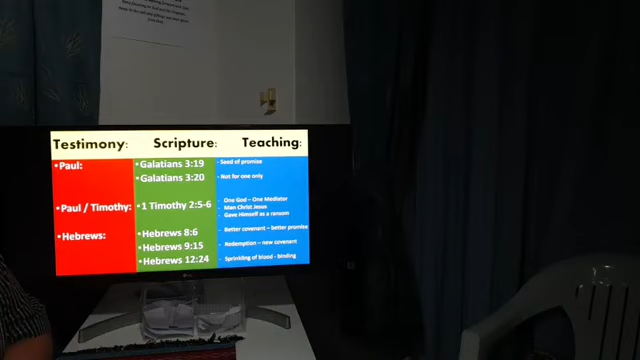 Testimony: Scripture: Teaching:
• Paul: • Galatians 3:19 - Seed of promise
• Galatians 3:20 - Not for one only
• Paul / Timothy: • 1 Timothy 2:5-6 - One God – One Mediator
- Man Christ Jesus
- Gave Himself as a ransom
• Hebrews: • Hebrews 8:6 - Better covenant – better promise
• Hebrews 9:15 - Redemption – new covenant
• Hebrews 12:24 - Sprinkling of blood - binding
LG